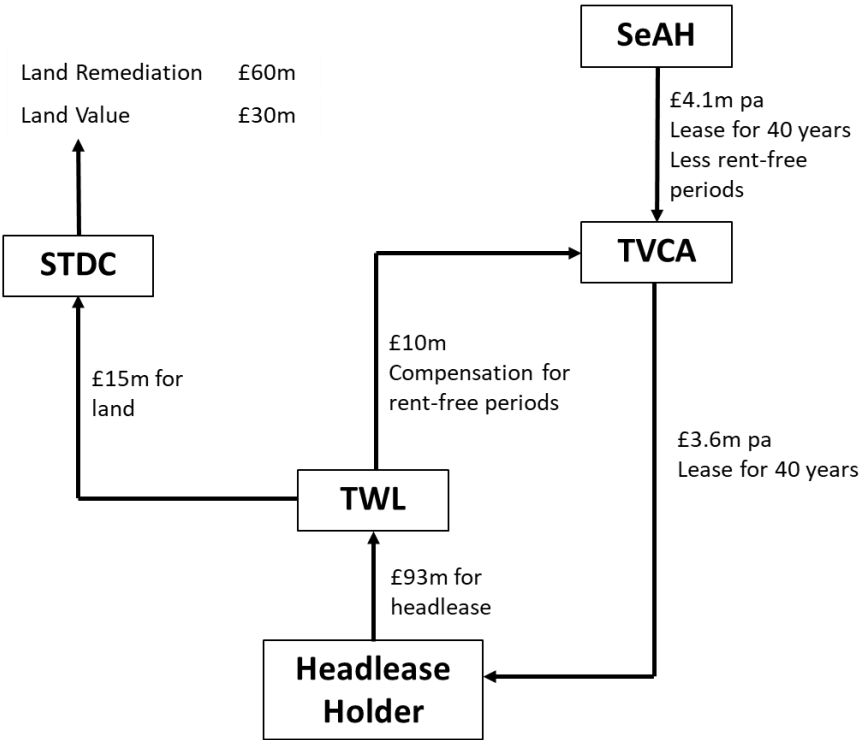 SeAH
Land Remediation £60m
Land Value £30m
£4.1m pa
Lease for 40 years
Less rent-free
periods
STDC
TVCA
£10m
Compensation for
rent-free periods
£15m for
land
£3.6m pa
Lease for 40 years
TWL
£93m for
headlease
Headlease
Holder